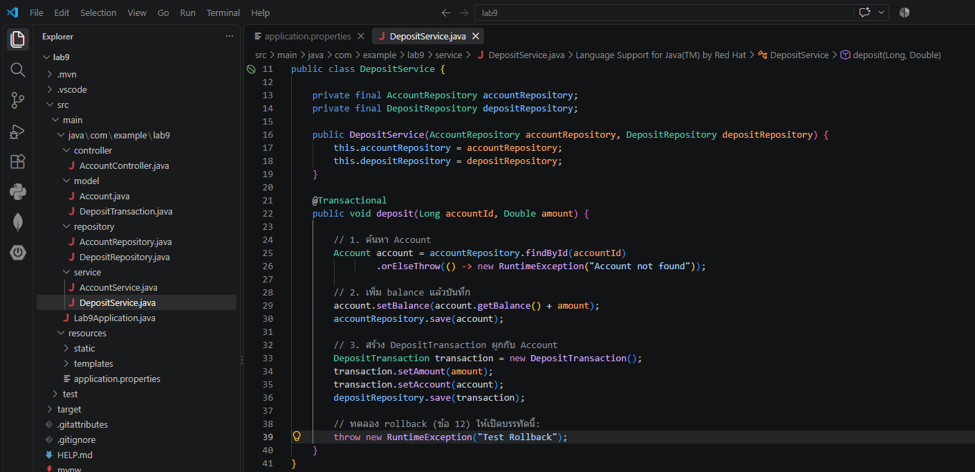 File Edit Selection View Go Run Terminal Help
lab9
Explorer
lab9
.mvn
.vscode
src
main
java\com\example\lab9
controller
AccountController.java
model
Account.java
DepositTransaction.java
repository
AccountRepository.java
DepositRepository.java
service
AccountService.java
DepositService.java
Lab9Application.java
resources
static
templates
application.properties
test
target
.gitattributes
.gitignore
HELP.md
mvnw
application.properties DepositService.java
src > main > java > com > example > lab9 > service > DepositService.java > Language Support for Java(TM) by Red Hat > DepositService > deposit(Long, Double)
11 public class DepositService {
12
13 private final AccountRepository accountRepository;
14 private final DepositRepository depositRepository;
15
16 public DepositService(AccountRepository accountRepository, DepositRepository depositRepository) {
17 this.accountRepository = accountRepository;
18 this.depositRepository = depositRepository;
19 }
20
21 @Transactional
22 public void deposit(Long accountId, Double amount) {
23
24 // 1. ค้นหา Account
25 Account account = accountRepository.findById(accountId)
26 .orElseThrow(() -> new RuntimeException("Account not found"));
27
28 // 2. เพิ่ม balance แล้วบันทึก
29 account.setBalance(account.getBalance() + amount);
30 accountRepository.save(account);
31
32 // 3. สร้าง DepositTransaction ผูกกับ Account
33 DepositTransaction transaction = new DepositTransaction();
34 transaction.setAmount(amount);
35 transaction.setAccount(account);
36 depositRepository.save(transaction);
37
38 // ทดลอง rollback (ข้อ 12) ให้เปิดบรรทัดนี้:
39 throw new RuntimeException("Test Rollback");
40 }
41 }